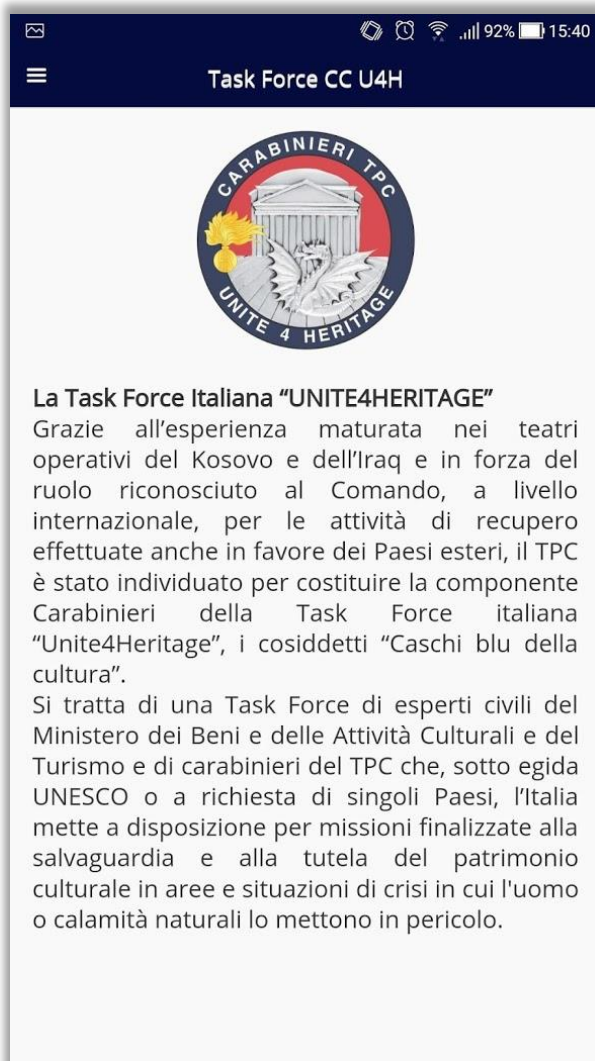 92% 15:40
Task Force CC U4H
CARABINIERI TPC
UNITE 4 HERITAGE
La Task Force Italiana “UNITE4HERITAGE”
Grazie all’esperienza maturata nei teatri
operativi del Kosovo e dell’Iraq e in forza del
ruolo riconosciuto al Comando, a livello
internazionale, per le attività di recupero
effettuate anche in favore dei Paesi esteri, il TPC
è stato individuato per costituire la componente
Carabinieri della Task Force italiana
“Unite4Heritage”, i cosiddetti “Caschi blu della
cultura”.
Si tratta di una Task Force di esperti civili del
Ministero dei Beni e delle Attività Culturali e del
Turismo e di carabinieri del TPC che, sotto egida
UNESCO o a richiesta di singoli Paesi, l’Italia
mette a disposizione per missioni finalizzate alla
salvaguardia e alla tutela del patrimonio
culturale in aree e situazioni di crisi in cui l'uomo
o calamità naturali lo mettono in pericolo.